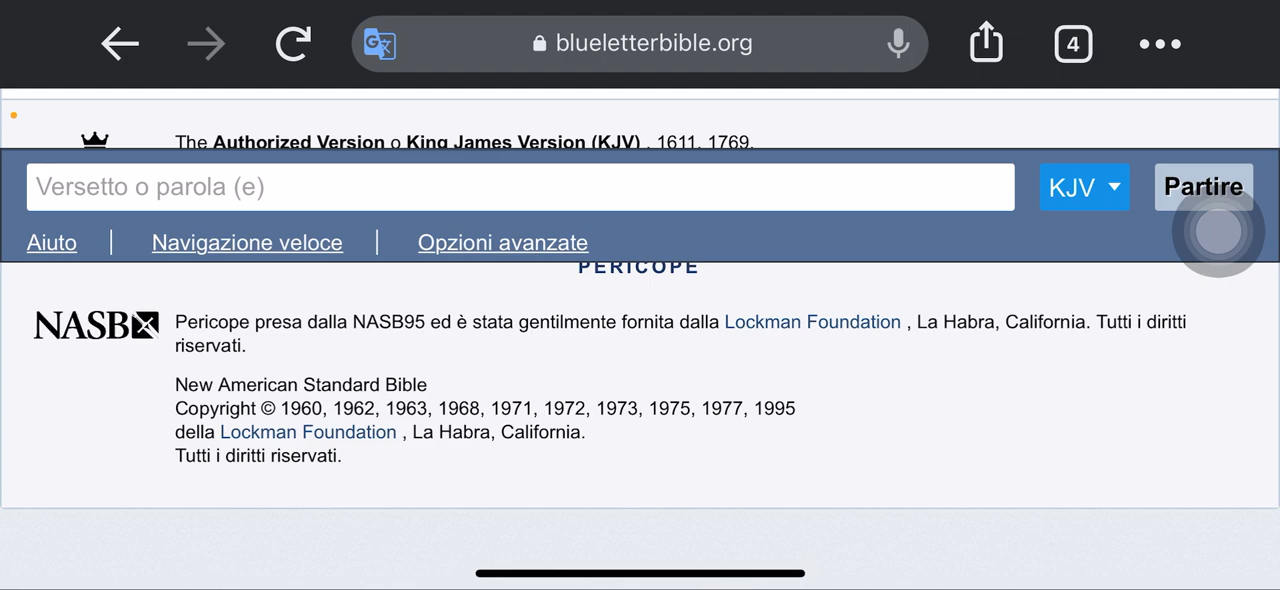 blueletterbible.org
4
The Authorized Version o King James Version (KJV) , 1611, 1769.
Versetto o parola (e)
KJV
Partire
Aiuto | Navigazione veloce | Opzioni avanzate
PERICOPE
NASB
Pericope presa dalla NASB95 ed è stata gentilmente fornita dalla Lockman Foundation , La Habra, California. Tutti i diritti
riservati.
New American Standard Bible
Copyright © 1960, 1962, 1963, 1968, 1971, 1972, 1973, 1975, 1977, 1995
della Lockman Foundation , La Habra, California.
Tutti i diritti riservati.